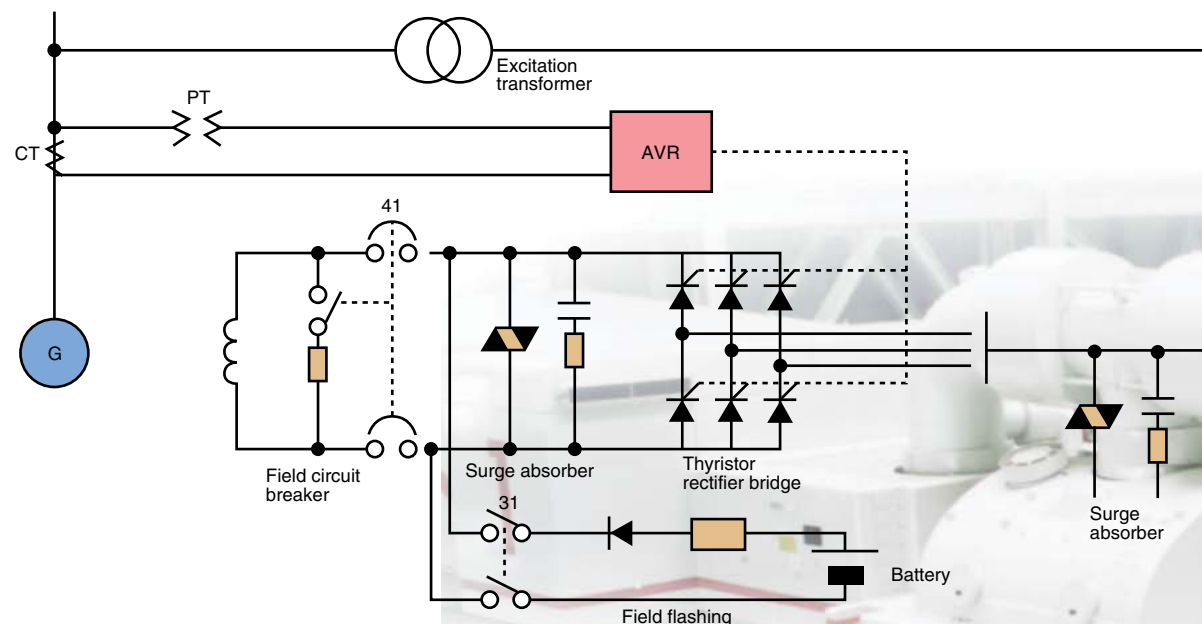 Excitation
transformer
PT
CT
AVR
41
G
Field circuit
breaker
Surge absorber
Thyristor
rectifier bridge
31
Surge
absorber
Battery
Field flashing